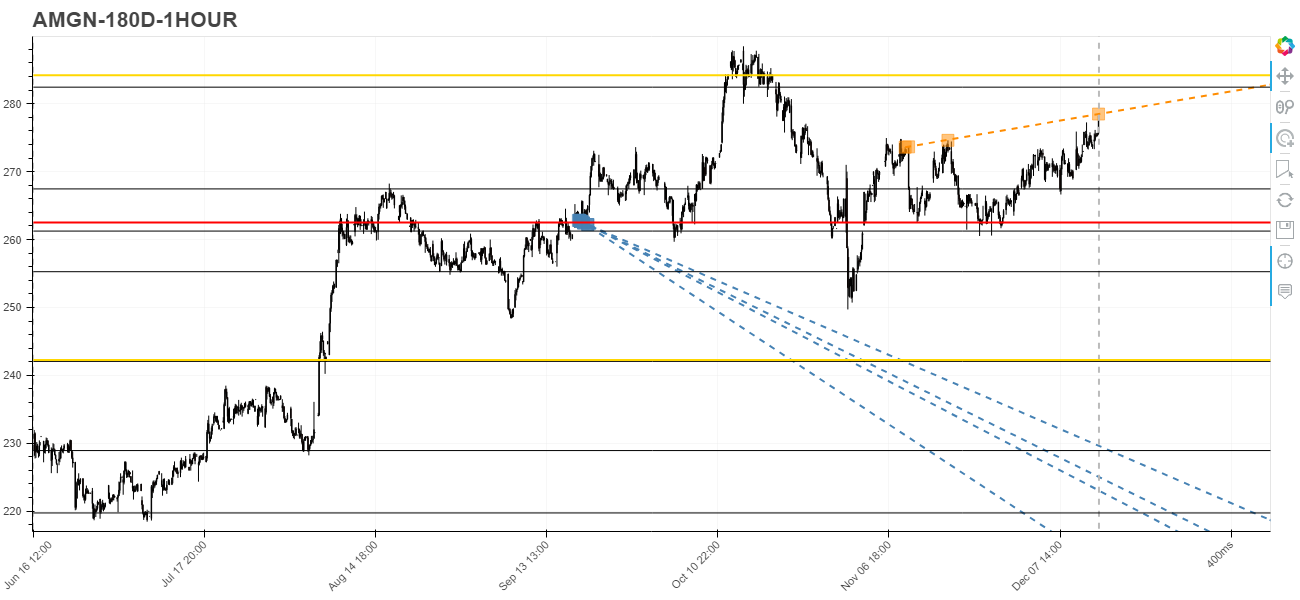 AMGN-180D-1HOUR
280
270
260
250
240
230
220
Jun 16 12:00
Jul 17 20:00
Aug 14 18:00
Sep 13 13:00
Oct 10 22:00
Nov 06 18:00
Dec 07 14:00
400ms